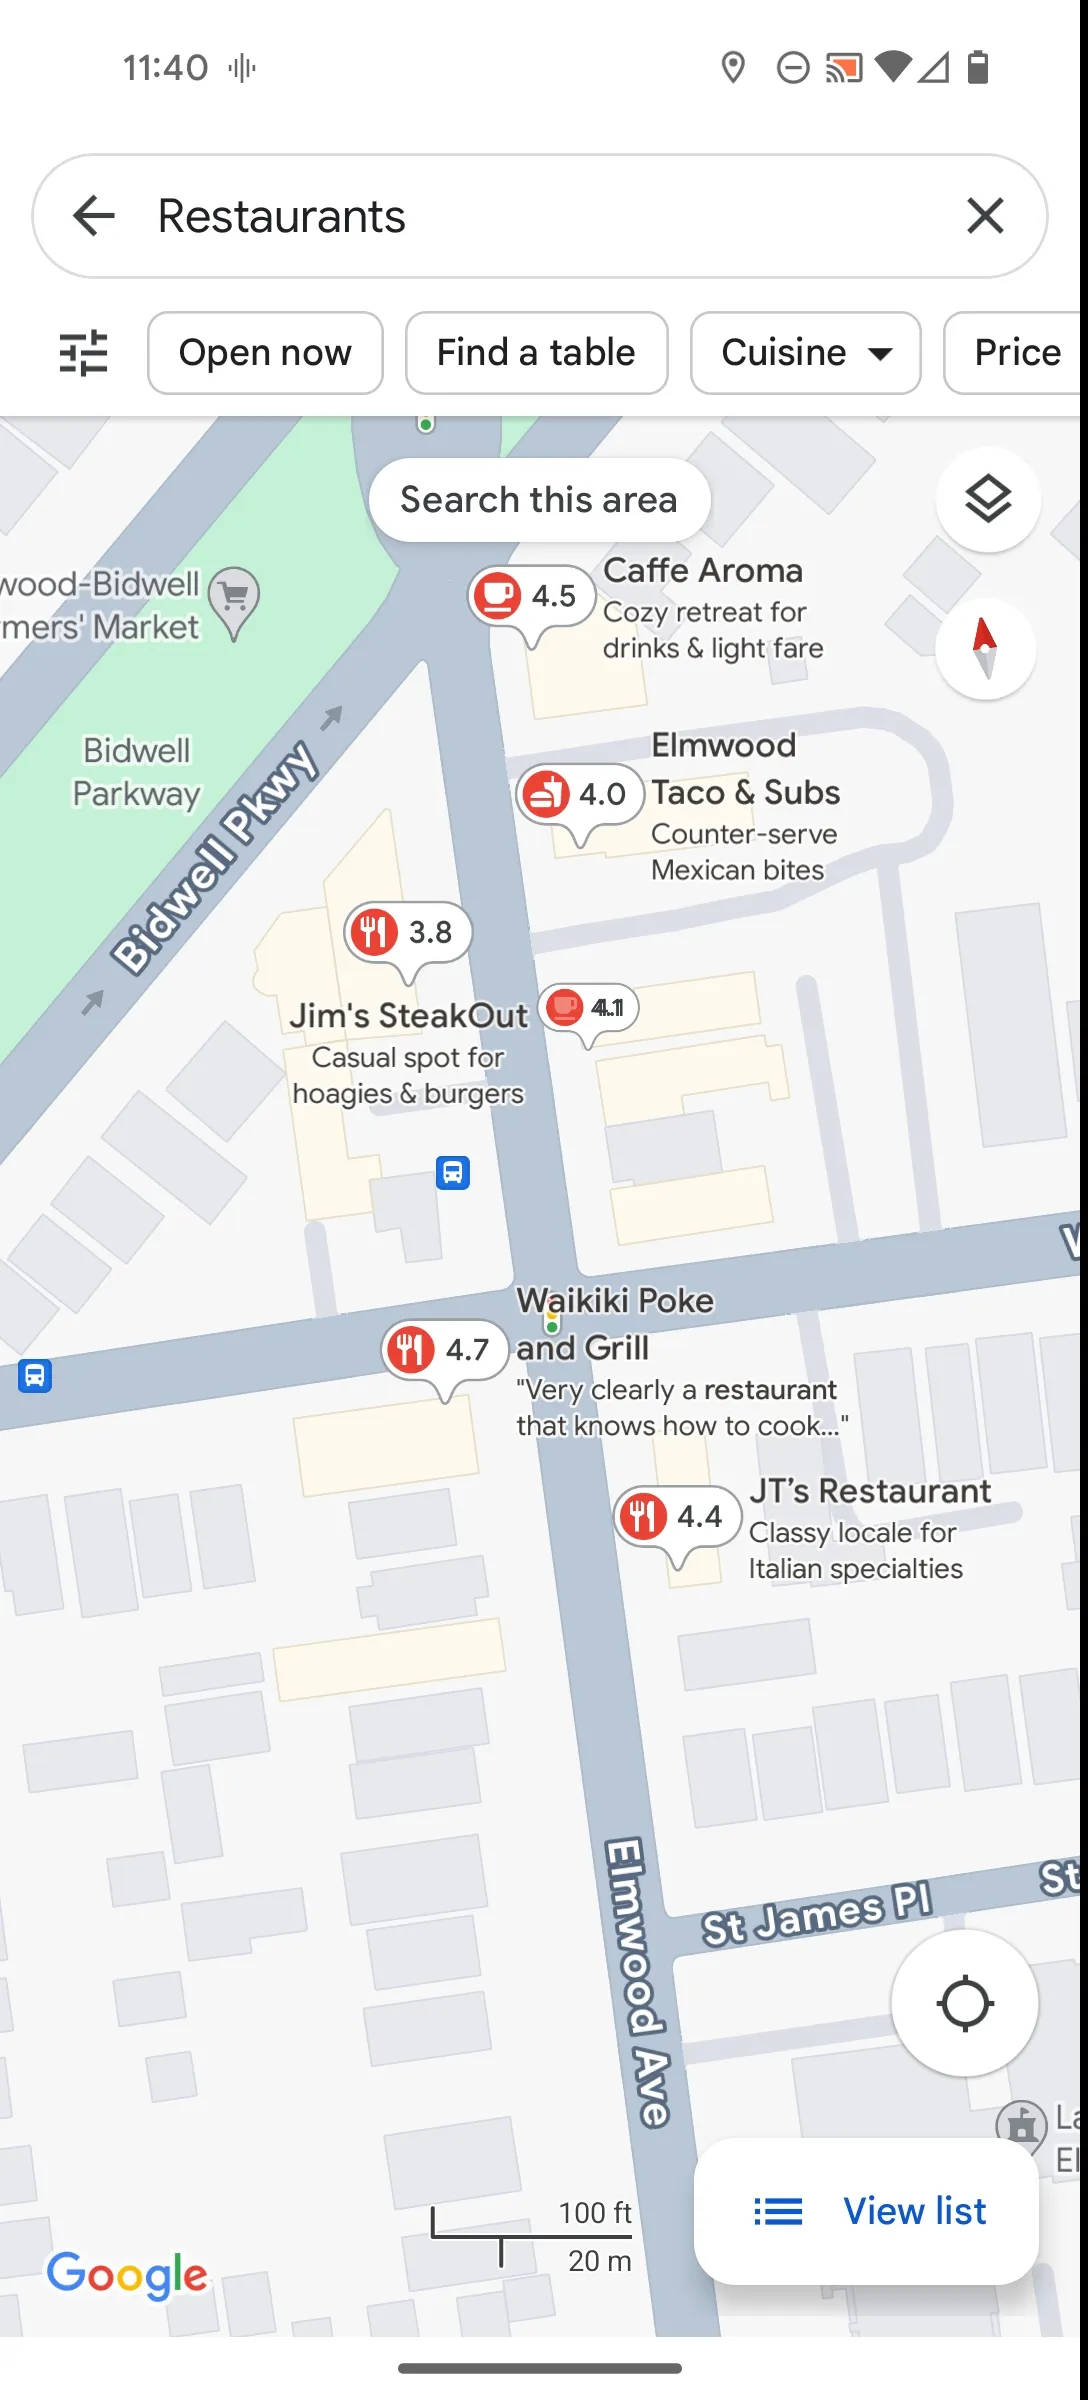 11:40
Restaurants
Open now
Find a table
Cuisine
Price
Search this area
wood-Bidwell
mers' Market
4.5
Caffe Aroma
Cozy retreat for
drinks & light fare
Bidwell
Parkway
Bidwell Pkwy
4.0
Elmwood
Taco & Subs
Counter-serve
Mexican bites
3.8
Jim's SteakOut
Casual spot for
hoagies & burgers
4.1
4.7
Waikiki Poke
and Grill
"Very clearly a restaurant
that knows how to cook..."
4.4
JT's Restaurant
Classy locale for
Italian specialties
Elmwood Ave
St James Pl
St
La
El
100 ft
20 m
View list
Google